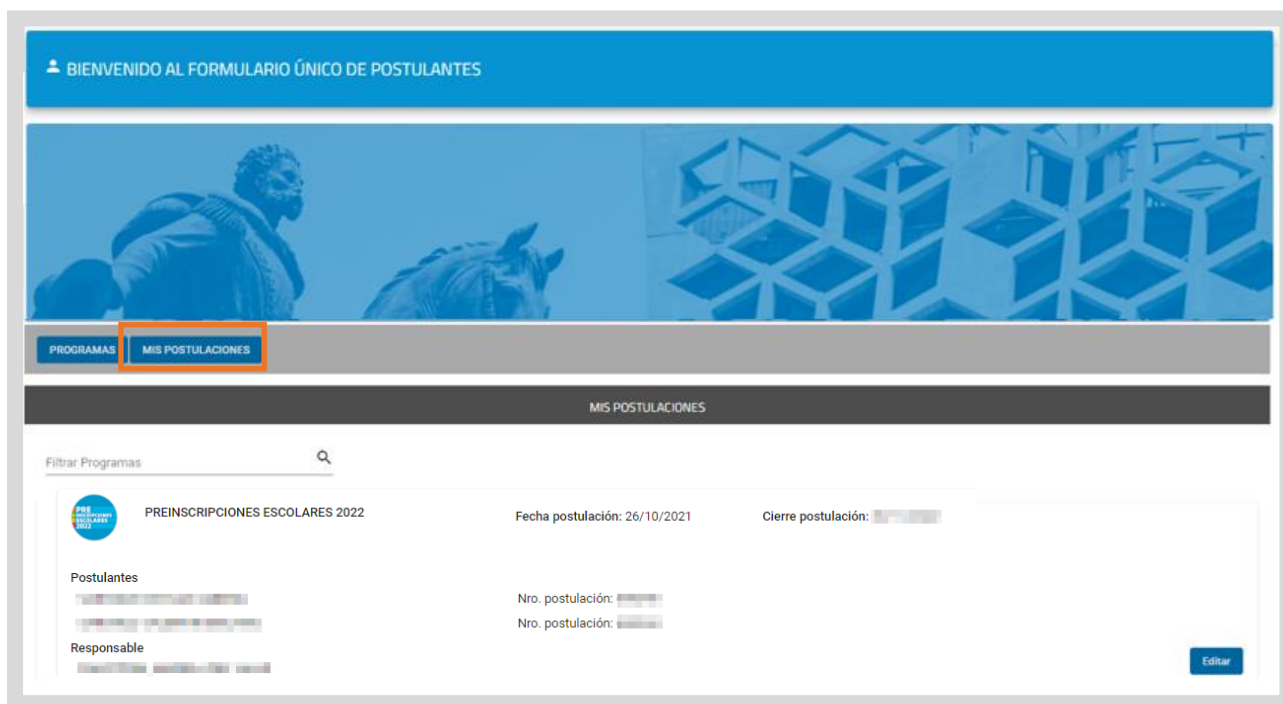 BIENVENIDO AL FORMULARIO ÚNICO DE POSTULANTES
PROGRAMAS MIS POSTULACIONES
MIS POSTULACIONES
Filtrar Programas
PRE
INSCRIPCIONES
ESCOLARES
2022
PREINSCRIPCIONES ESCOLARES 2022 Fecha postulación: 26/10/2021 Cierre postulación:
Postulantes
Nro. postulación:
Nro. postulación:
Responsable
Editar